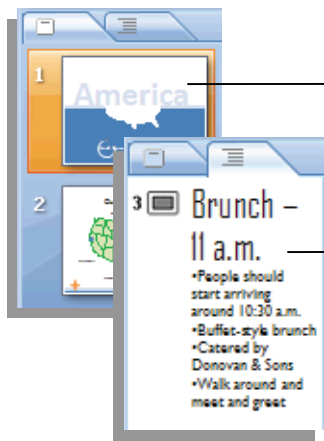 1
America
2
3
Brunch –
11 a.m.
•People should
start arriving
around 10:30 a.m.
•Buffet-style brunch
•Catered by
Donovan & Sons
•Walk around and
meet and greet